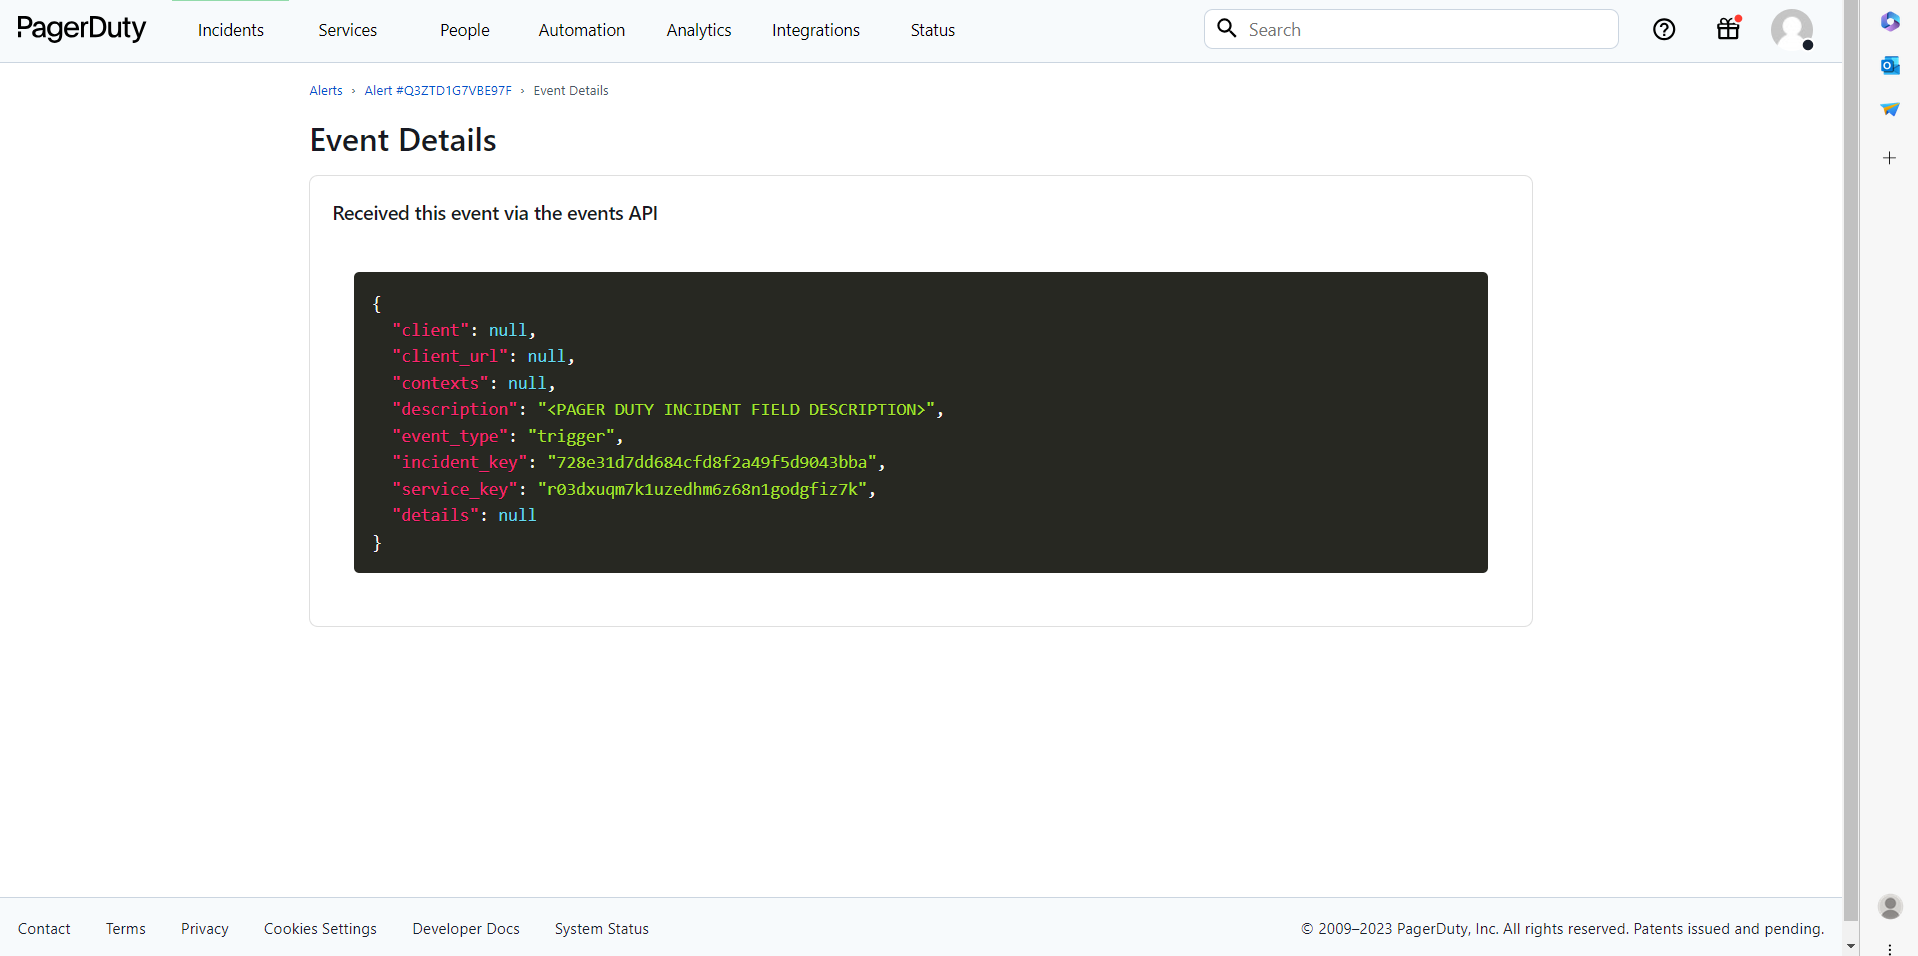 PagerDuty
Incidents
Services
People
Automation
Analytics
Integrations
Status
Search
Alerts › Alert #Q3ZTD1G7VBE97F › Event Details
Event Details
Received this event via the events API
{
"client": null,
"client_url": null,
"contexts": null,
"description": "<PAGER DUTY INCIDENT FIELD DESCRIPTION>",
"event_type": "trigger",
"incident_key": "728e31d7dd684cfd8f2a49f5d9043bba",
"service_key": "r03dxuqm7k1uzedhm6z68n1godgfiz7k",
"details": null
}
Contact
Terms
Privacy
Cookies Settings
Developer Docs
System Status
© 2009–2023 PagerDuty, Inc. All rights reserved. Patents issued and pending.